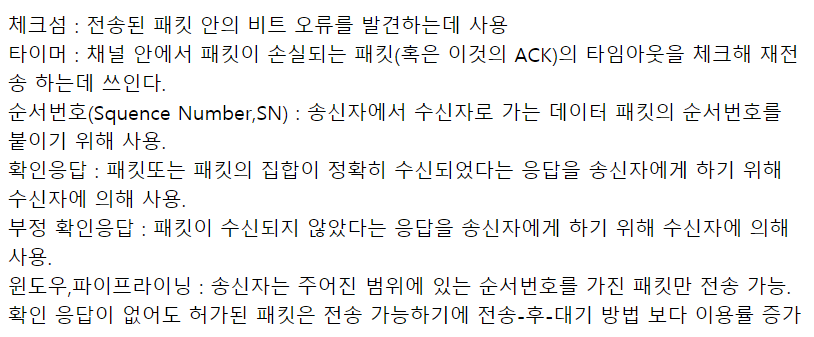 체크섬 : 전송된 패킷 안의 비트 오류를 발견하는데 사용
타이머 : 채널 안에서 패킷이 손실되는 패킷(혹은 이것의 ACK)의 타임아웃을 체크해 재전
송 하는데 쓰인다.
순서번호(Squence Number,SN) : 송신자에서 수신자로 가는 데이터 패킷의 순서번호를
붙이기 위해 사용.
확인응답 : 패킷또는 패킷의 집합이 정확히 수신되었다는 응답을 송신자에게 하기 위해
수신자에 의해 사용.
부정 확인응답 : 패킷이 수신되지 않았다는 응답을 송신자에게 하기 위해 수신자에 의해
사용.
윈도우,파이프라이닝 : 송신자는 주어진 범위에 있는 순서번호를 가진 패킷만 전송 가능.
확인 응답이 없어도 허가된 패킷은 전송 가능하기에 전송-후-대기 방법 보다 이용률 증가